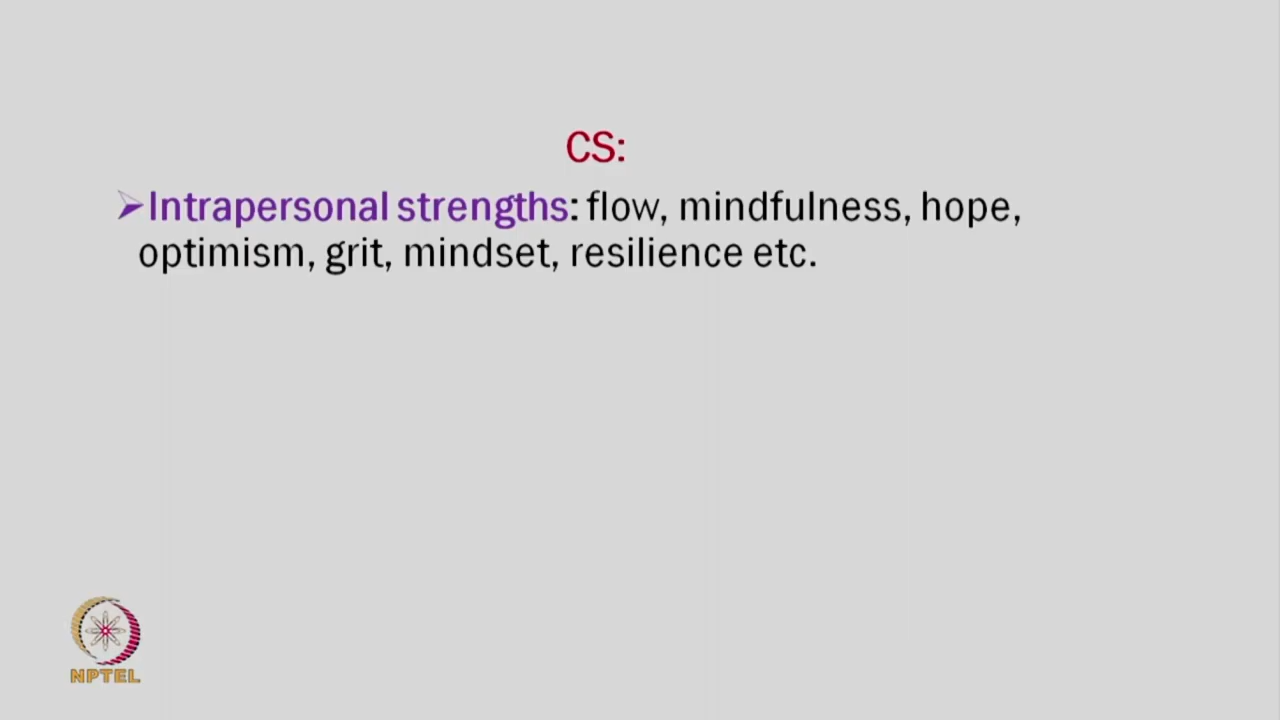 CS:
➢Intrapersonal strengths: flow, mindfulness, hope,
optimism, grit, mindset, resilience etc.
NPTEL